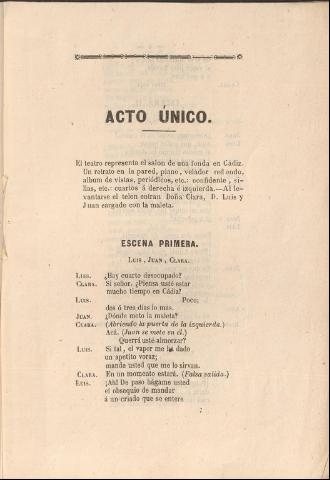 ACTO ÚNICO.
El teatro representa el salon de una fonda en Cádiz.
Un retrato en la pared, piano, velador redondo,
album de vistas, periódicos, etc.: confidente, si-
llas, etc.: cuartos á derecha é izquierda.—Al le-
vantarse el telon entran Doña Clara, D. Luis y
Juan cargado con la maleta.
ESCENA PRIMERA.
LUIS, JUAN, CLARA.
LUIS. ¿Hay cuarto desocupado?
CLARA. Sí señor. ¿Piensa usté estar
mucho tiempo en Cádiz?
LUIS. Poco;
dos ó tres dias lo mas.
JUAN. ¿Dónde meto la maleta?
CLARA. (Abriendo la puerta de la izquierda.)
Acá. (Juan se mete en él.)
Querrá usté almorzar?
LUIS. Si tal, el vapor me ha dado
un apetito voraz;
mande usted que me lo sirvan.
CLARA. En un momento estará. (Falsa salida.)
LUIS. ¡Ah! De paso hágame usted
el obsequio de mandar
á un criado que se entere